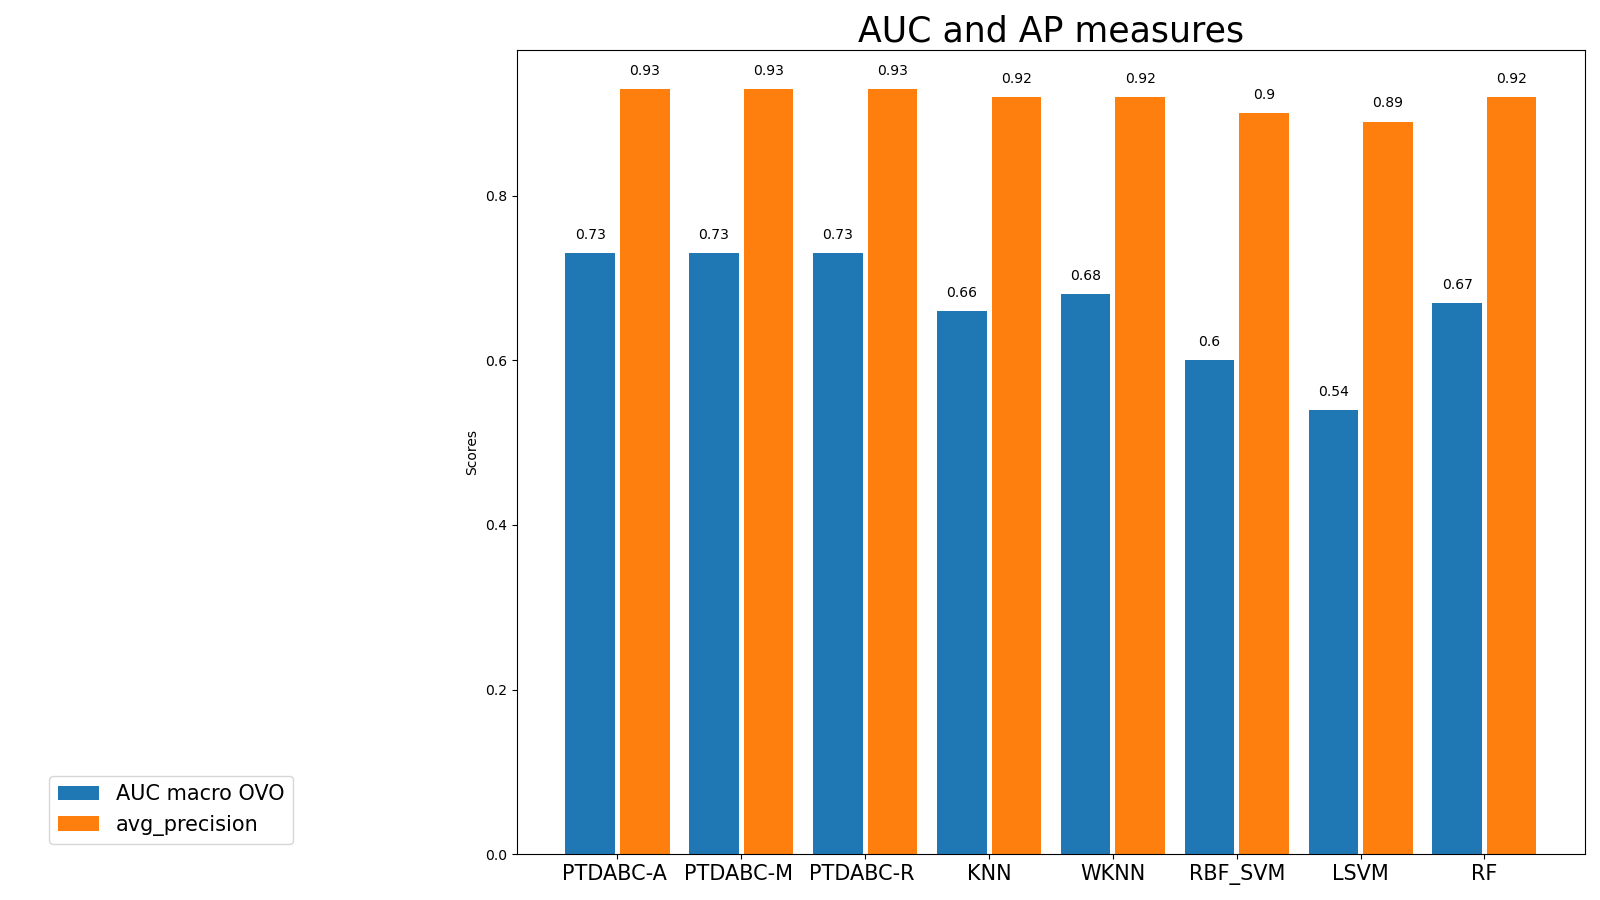 AUC and AP measures
0.93 0.93 0.93 0.92 0.92 0.9 0.89 0.92
0.73 0.73 0.73 0.66 0.68 0.6 0.54 0.67
0.8
0.6
0.4
0.2
0.0
Scores
PTDABC-A PTDABC-M PTDABC-R KNN WKNN RBF_SVM LSVM RF
AUC macro OVO
avg_precision